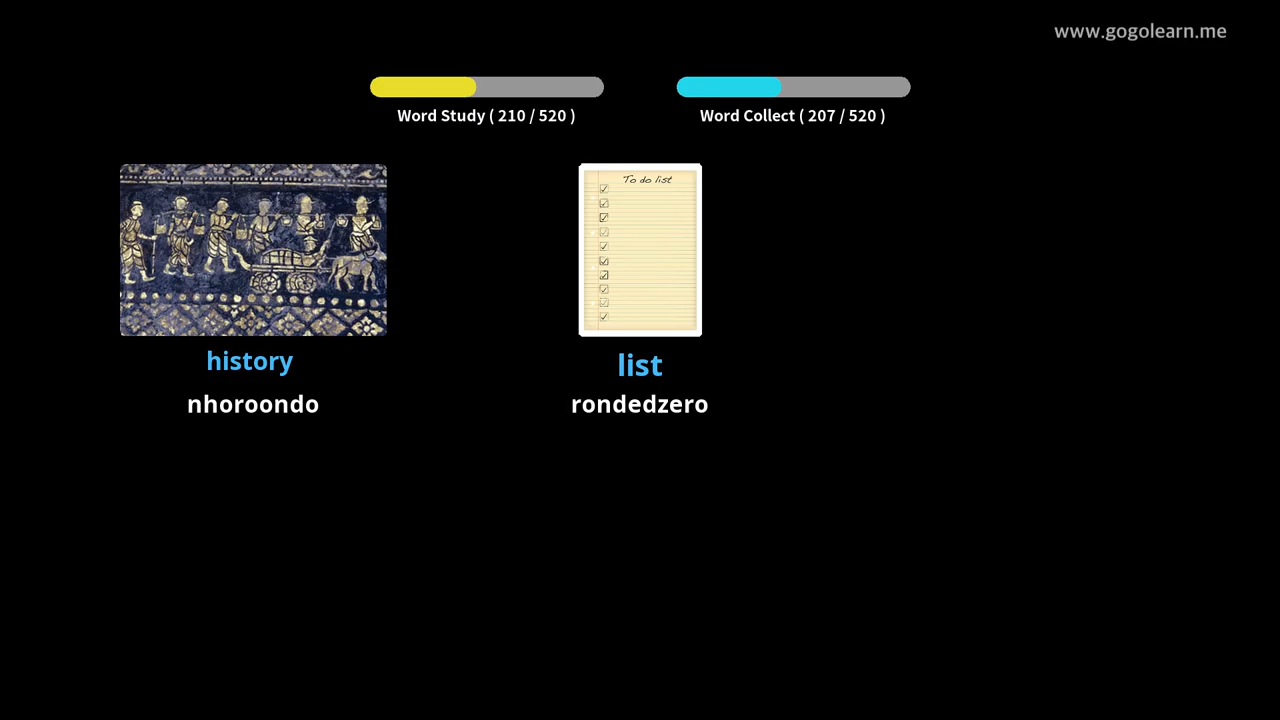 www.gogolearn.me
Word Study ( 210 / 520 )
Word Collect ( 207 / 520 )
To do list
history
list
nhoroondo
rondedzero